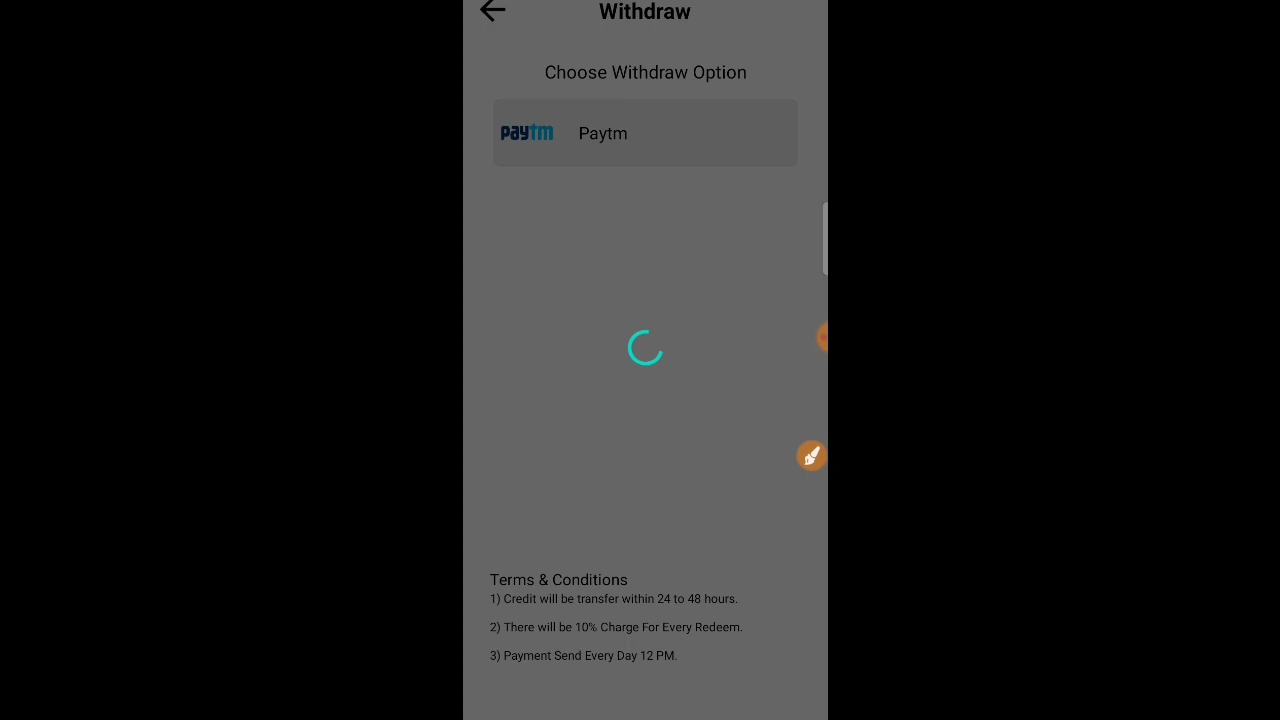 Withdraw
Choose Withdraw Option
paytm Paytm
Terms & Conditions
1) Credit will be transfer within 24 to 48 hours.
2) There will be 10% Charge For Every Redeem.
3) Payment Send Every Day 12 PM.